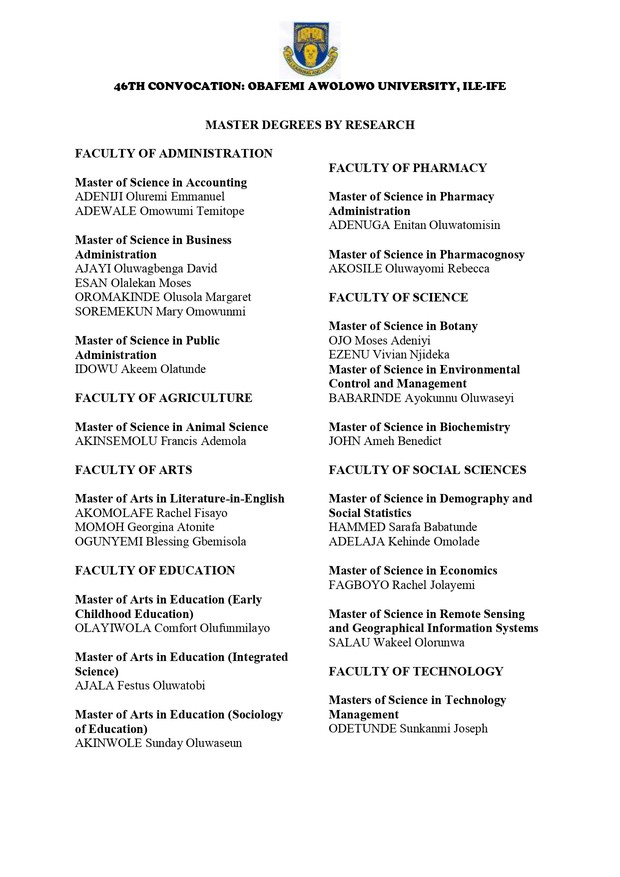 46TH CONVOCATION: OBAFEMI AWOLOWO UNIVERSITY, ILE-IFE
MASTER DEGREES BY RESEARCH
FACULTY OF ADMINISTRATION
Master of Science in Accounting
ADENIJI Oluremi Emmanuel
ADEWALE Omowumi Temitope
Master of Science in Business
Administration
AJAYI Oluwagbenga David
ESAN Olalekan Moses
OROMAKINDE Olusola Margaret
SOREMEKUN Mary Omowunmi
Master of Science in Public
Administration
IDOWU Akeem Olatunde
FACULTY OF AGRICULTURE
Master of Science in Animal Science
AKINSEMOLU Francis Ademola
FACULTY OF ARTS
Master of Arts in Literature-in-English
AKOMOLAFE Rachel Fisayo
MOMOH Georgina Atonite
OGUNYEMI Blessing Gbemisola
FACULTY OF EDUCATION
Master of Arts in Education (Early
Childhood Education)
OLAYIWOLA Comfort Olufunmilayo
Master of Arts in Education (Integrated
Science)
AJALA Festus Oluwatobi
Master of Arts in Education (Sociology
of Education)
AKINWOLE Sunday Oluwaseun
FACULTY OF PHARMACY
Master of Science in Pharmacy
Administration
ADENUGA Enitan Oluwatomisin
Master of Science in Pharmacognosy
AKOSILE Oluwayomi Rebecca
FACULTY OF SCIENCE
Master of Science in Botany
OJO Moses Adeniyi
EZENU Vivian Njideka
Master of Science in Environmental
Control and Management
BABARINDE Ayokunnu Oluwaseyi
Master of Science in Biochemistry
JOHN Ameh Benedict
FACULTY OF SOCIAL SCIENCES
Master of Science in Demography and
Social Statistics
HAMMED Sarafa Babatunde
ADELAJA Kehinde Omolade
Master of Science in Economics
FAGBOYO Rachel Jolayemi
Master of Science in Remote Sensing
and Geographical Information Systems
SALAU Wakeel Olorunwa
FACULTY OF TECHNOLOGY
Masters of Science in Technology
Management
ODETUNDE Sunkanmi Joseph